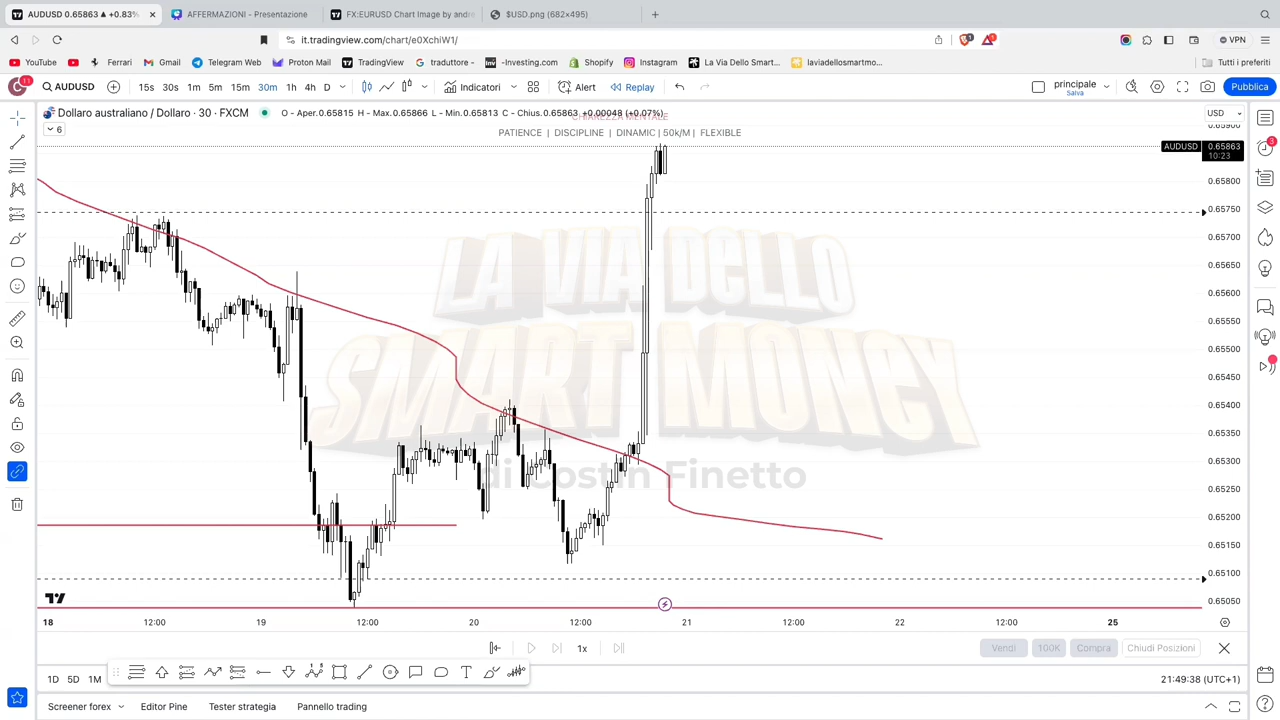 AUDUSD 0.65863 ▲ +0.83%
AFFERMAZIONI - Presentazione
FX:EURUSD Chart Image by andre
$USD.png (682×495)
it.tradingview.com/chart/e0XchiW1/
VPN
YouTube
Ferrari
Gmail
Telegram Web
Proton Mail
TradingView
traduttore -
-Investing.com
Shopify
Instagram
La Via Dello Smart...
laviadellosmartmo...
Tutti i preferiti
11
AUDUSD
15s 30s 1m 5m 15m 30m 1h 4h D
Indicatori
Alert
Replay
principale
Salva
Pubblica
Dollaro australiano / Dollaro · 30 · FXCM
O - Aper.0.65815 H - Max.0.65866 L - Min.0.65813 C - Chius.0.65863 +0.00048 (+0.07%)
CHIAREZZA MENTALE
6
PATIENCE | DISCIPLINE | DINAMIC | 50k/M | FLEXIBLE
USD
0.65900
AUDUSD 0.65863
10:23
0.65800
0.65750
0.65700
0.65650
0.65600
0.65550
0.65500
0.65450
0.65400
0.65350
0.65300
0.65250
0.65200
0.65150
0.65100
0.65050
LA VIA DELLO
SMART MONEY
di Costin Finetto
18 12:00 19 12:00 20 12:00 21 12:00 22 12:00 25
1x
Vendi
100K
Compra
Chiudi Posizioni
1D 5D 1M
21:49:38 (UTC+1)
Screener forex
Editor Pine
Tester strategia
Pannello trading